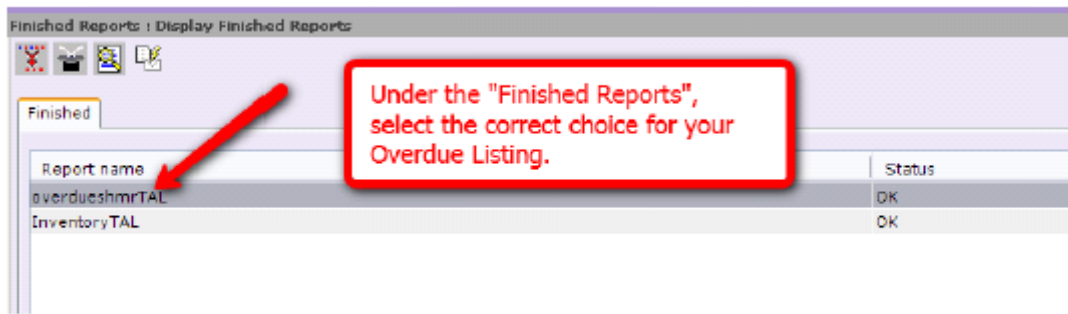 Finished Reports : Display Finished Reports
Under the "Finished Reports",
select the correct choice for your
Overdue Listing.
Finished
Report name Status
overdueshmrTAL OK
InventoryTAL OK